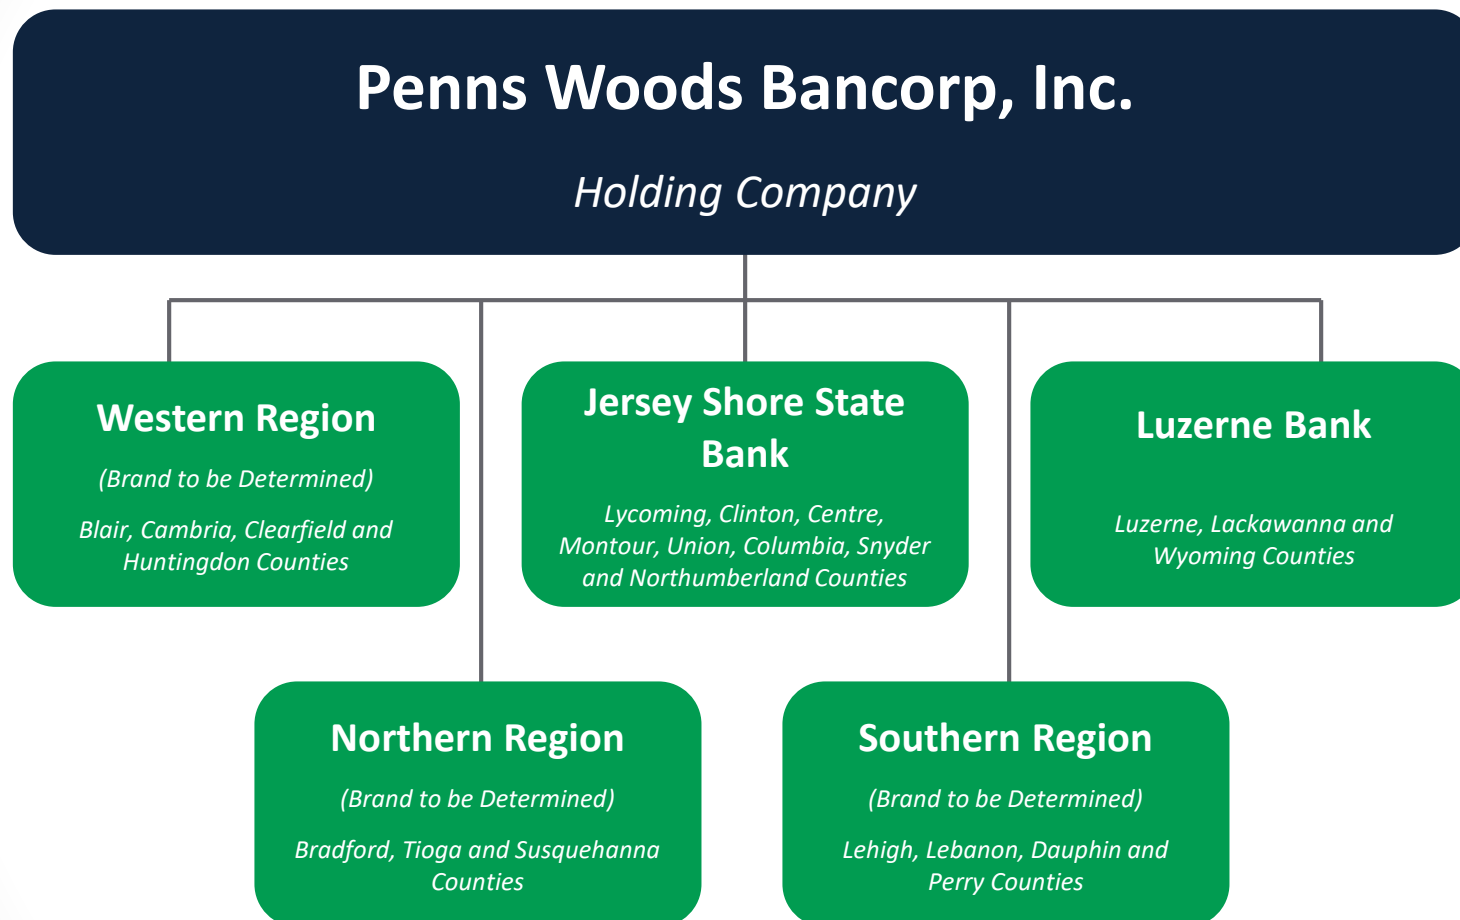 Penns Woods Bancorp, Inc.
Holding Company
Western Region
(Brand to be Determined)
Blair, Cambria, Clearfield and
Huntingdon Counties
Jersey Shore State
Bank
Lycoming, Clinton, Centre,
Montour, Union, Columbia, Snyder
and Northumberland Counties
Luzerne Bank
Luzerne, Lackawanna and
Wyoming Counties
Northern Region
(Brand to be Determined)
Bradford, Tioga and Susquehanna
Counties
Southern Region
(Brand to be Determined)
Lehigh, Lebanon, Dauphin and
Perry Counties